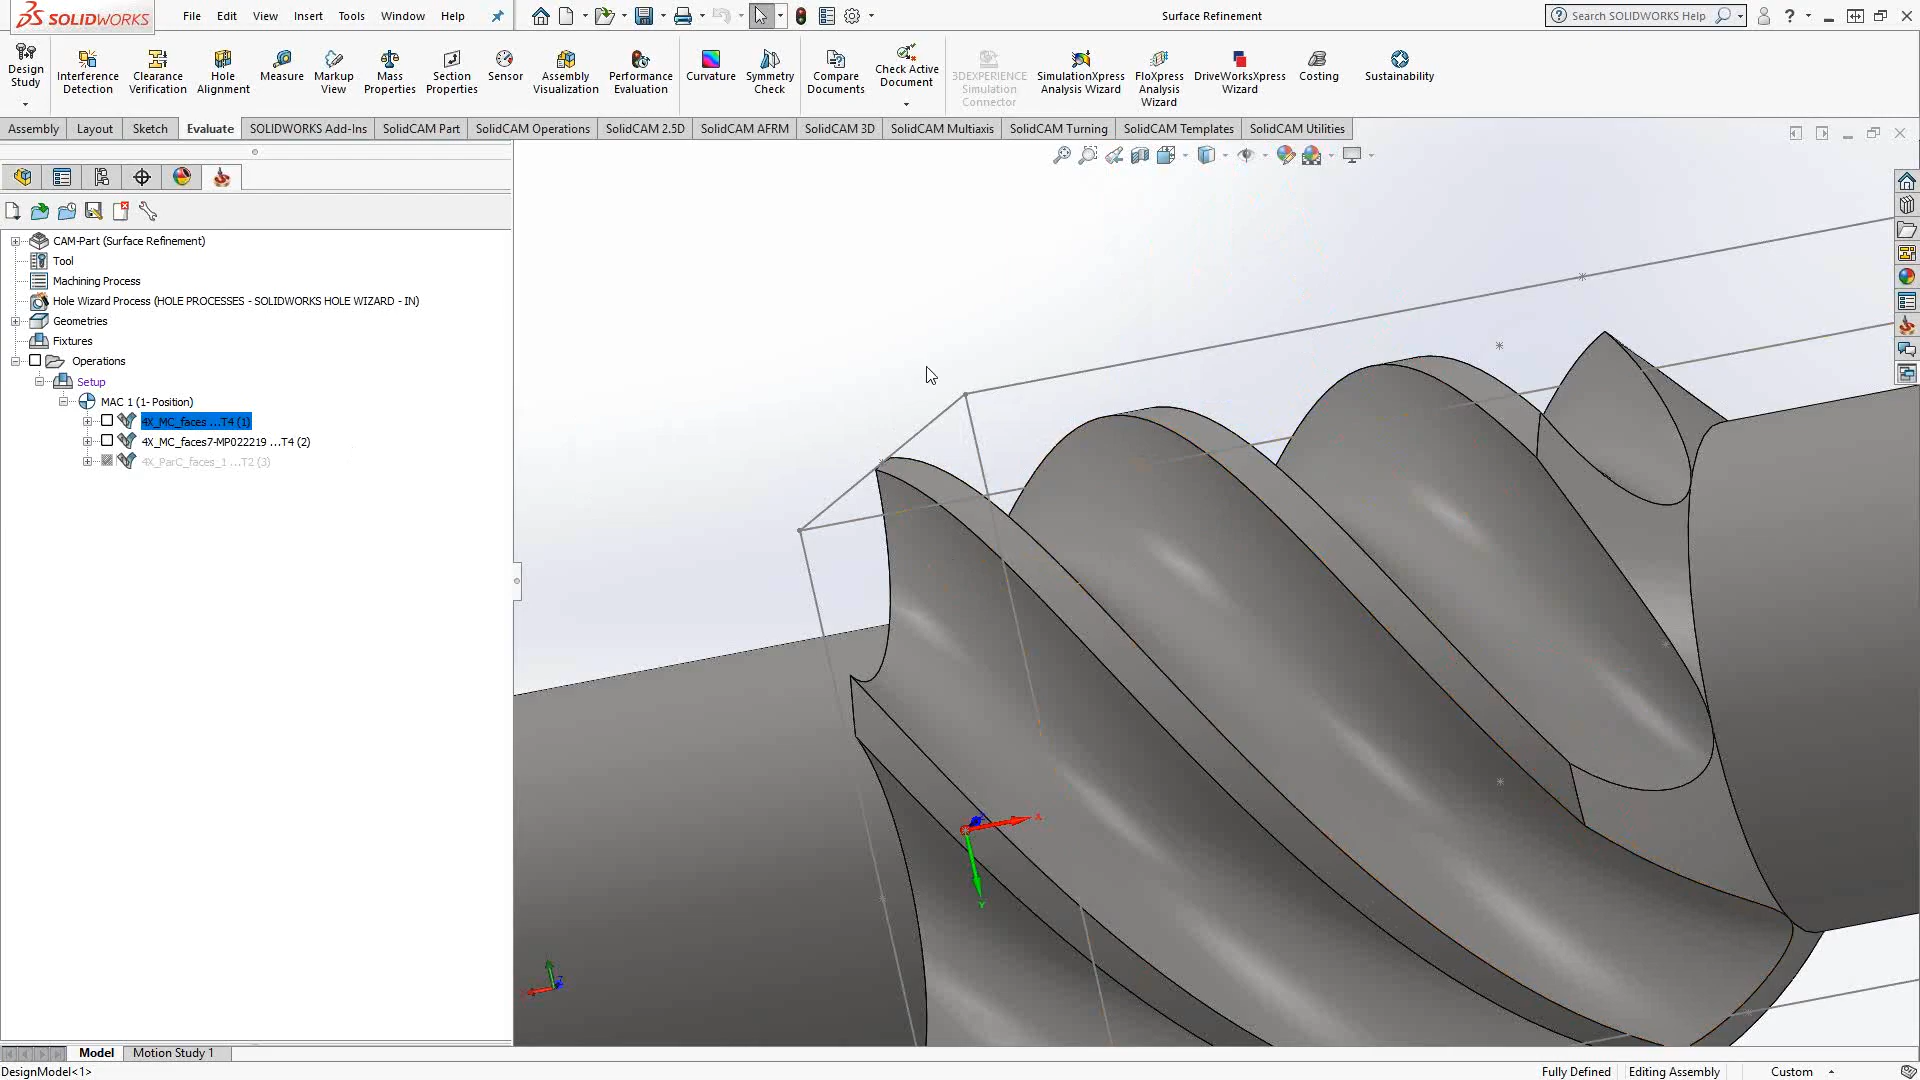 SOLIDWORKS File Edit View Insert Tools Window Help Surface Refinement Search SOLIDWORKS Help
Design Study
Interference Detection
Clearance Verification
Hole Alignment
Measure
Markup View
Mass Properties
Section Properties
Sensor
Assembly Visualization
Performance Evaluation
Curvature
Symmetry Check
Compare Documents
Check Active Document
3DEXPERIENCE Simulation Connector
SimulationXpress Analysis Wizard
FloXpress Analysis Wizard
DriveWorksXpress Wizard
Costing
Sustainability
Assembly Layout Sketch Evaluate SOLIDWORKS Add-Ins SolidCAM Part SolidCAM Operations SolidCAM 2.5D SolidCAM AFRM SolidCAM 3D SolidCAM Multiaxis SolidCAM Turning SolidCAM Templates SolidCAM Utilities
CAM-Part (Surface Refinement)
Tool
Machining Process
Hole Wizard Process (HOLE PROCESSES - SOLIDWORKS HOLE WIZARD - IN)
Geometries
Fixtures
Operations
Setup
MAC 1 (1- Position)
4X_MC_faces ...T4 (1)
4X_MC_faces7-MP022219 ...T4 (2)
4X_ParC_faces_1 ...T2 (3)
X
Y
Model Motion Study 1
DesignModel<1> Fully Defined Editing Assembly Custom